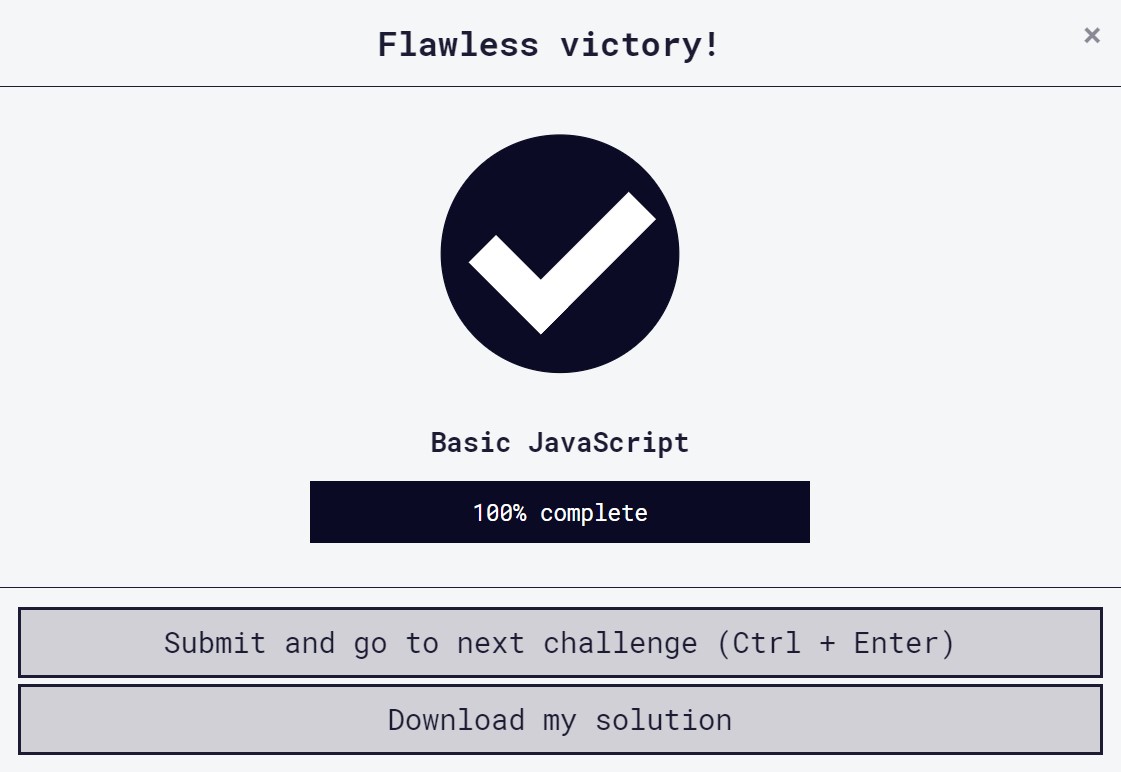 Flawless victory!
×
Basic JavaScript
100% complete
Submit and go to next challenge (Ctrl + Enter)
Download my solution